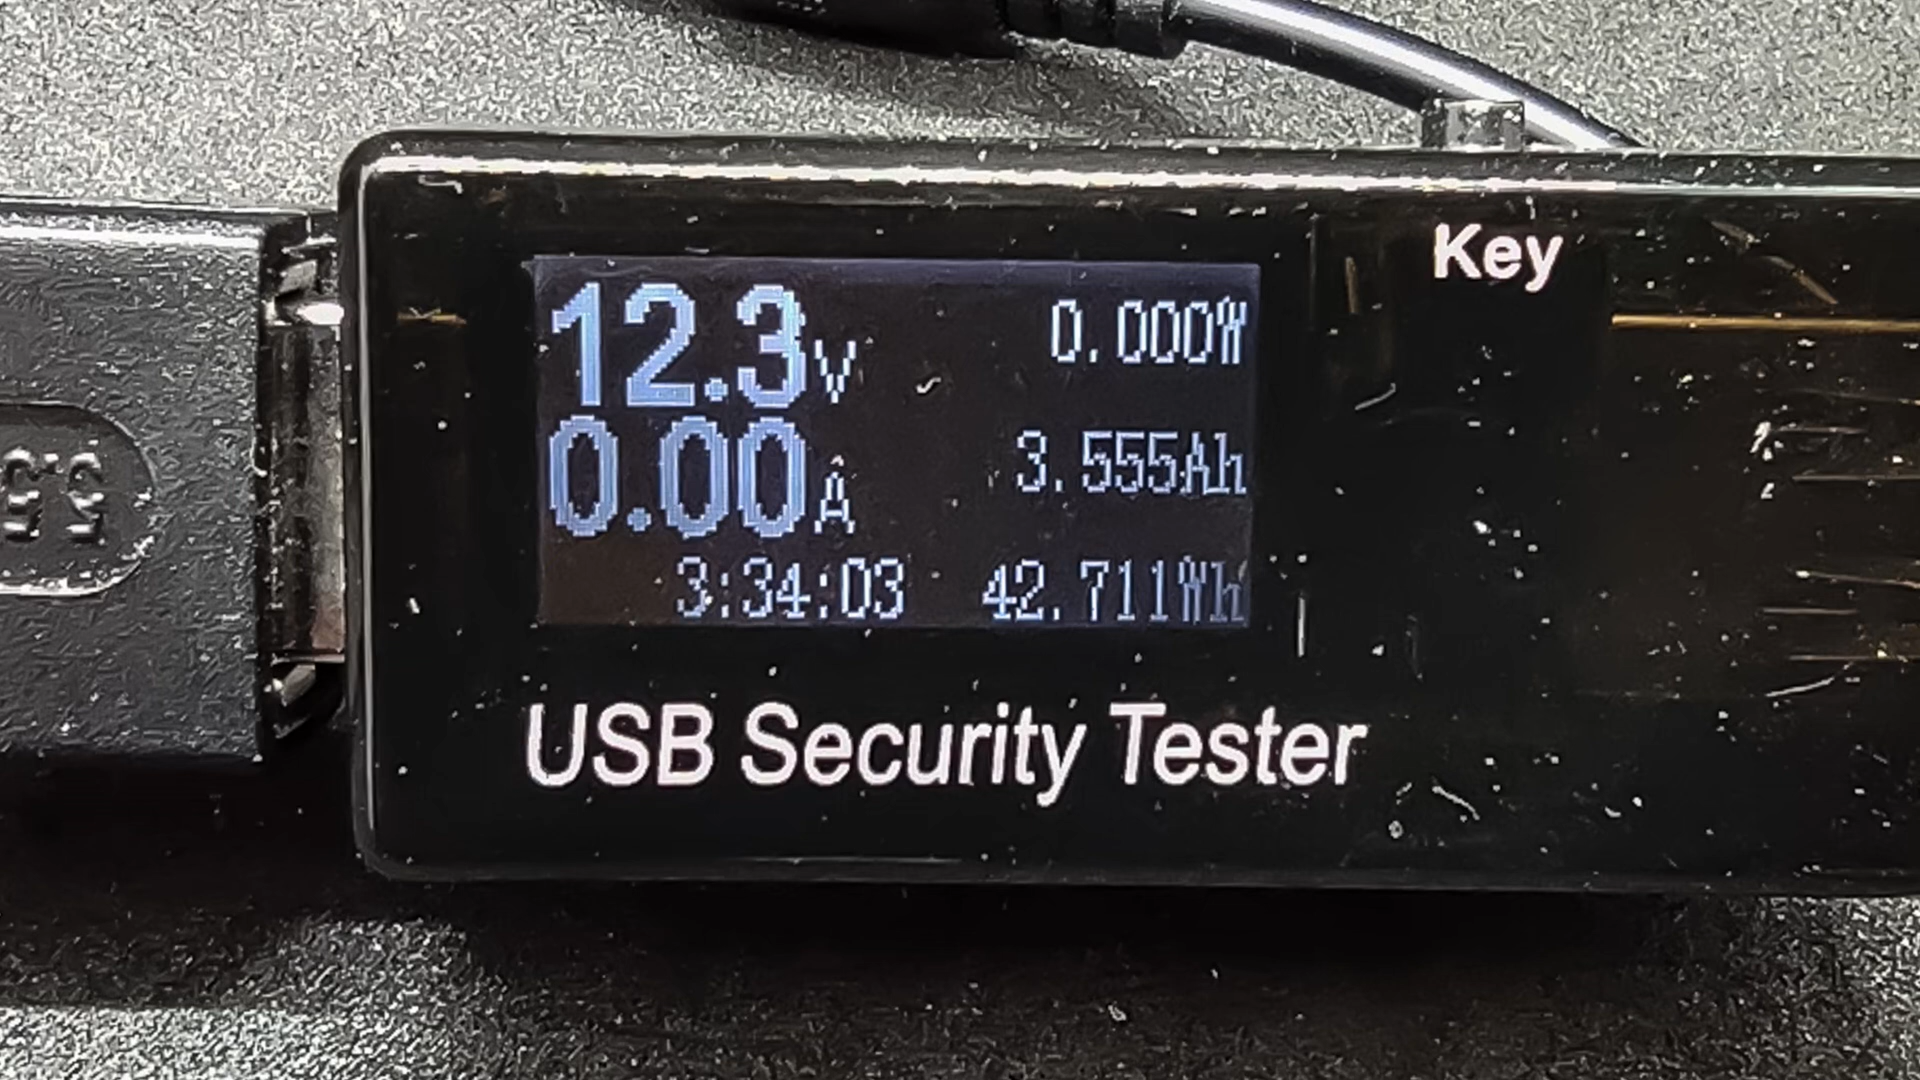 Key
12.3V 0.000W
0.00A 3.555Ah
3:34:03 42.711Wh
USB Security Tester